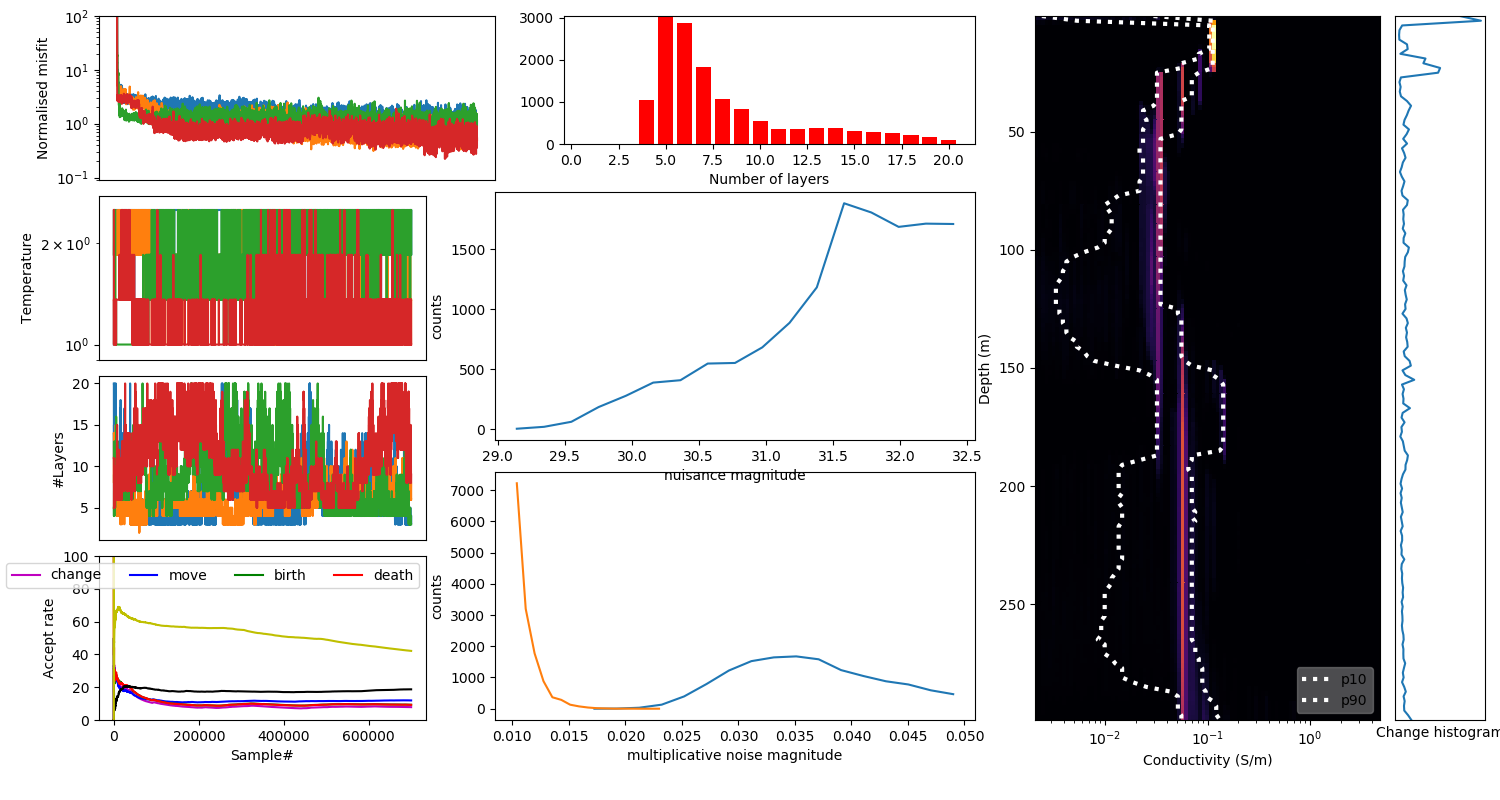 10²
10¹
10⁰
10⁻¹
Normalised misfit
3000
2000
1000
0
0.0 2.5 5.0 7.5 10.0 12.5 15.0 17.5 20.0
Number of layers
2 × 10⁰
10⁰
Temperature
1500
1000
500
0
counts
29.0 29.5 30.0 30.5 31.0 31.5 32.0 32.5
nuisance magnitude
20
15
10
5
#Layers
100
80
60
40
20
0
Accept rate
change move birth death
0 200000 400000 600000
Sample#
7000
6000
5000
4000
3000
2000
1000
0
counts
0.010 0.015 0.020 0.025 0.030 0.035 0.040 0.045 0.050
multiplicative noise magnitude
50
100
150
200
250
Depth (m)
p10
p90
10⁻² 10⁻¹ 10⁰
Conductivity (S/m)
Change histogram